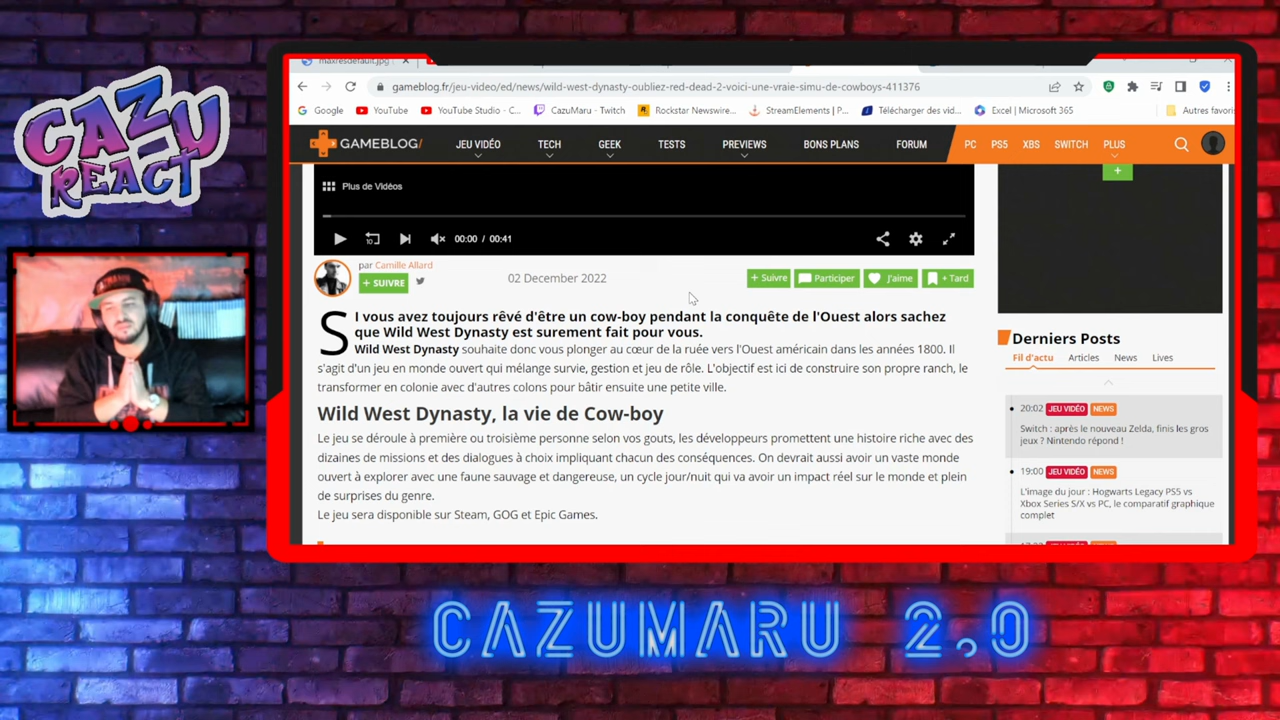 CAZU
REACT
maxresdefault.jpg
gameblog.fr/jeu-video/ed/news/wild-west-dynasty-oubliez-red-dead-2-voici-une-vraie-simu-de-cowboys-411376
Google YouTube YouTube Studio - C... CazuMaru - Twitch Rockstar Newswire... StreamElements | P... Télécharger des vid... Excel | Microsoft 365 Autres favoris
GAMEBLOG/ JEU VIDÉO TECH GEEK TESTS PREVIEWS BONS PLANS FORUM PC PS5 XBS SWITCH PLUS
Plus de Vidéos
10 00:00 / 00:41
par Camille Allard
+ SUIVRE
02 December 2022
+ Suivre Participer J'aime + Tard
SI vous avez toujours rêvé d'être un cow-boy pendant la conquête de l'Ouest alors sachez
que Wild West Dynasty est surement fait pour vous.
Wild West Dynasty souhaite donc vous plonger au cœur de la ruée vers l'Ouest américain dans les années 1800. Il
s'agit d'un jeu en monde ouvert qui mélange survie, gestion et jeu de rôle. L'objectif est ici de construire son propre ranch, le
transformer en colonie avec d'autres colons pour bâtir ensuite une petite ville.
Wild West Dynasty, la vie de Cow-boy
Le jeu se déroule à première ou troisième personne selon vos gouts, les développeurs promettent une histoire riche avec des
dizaines de missions et des dialogues à choix impliquant chacun des conséquences. On devrait aussi avoir un vaste monde
ouvert à explorer avec une faune sauvage et dangereuse, un cycle jour/nuit qui va avoir un impact réel sur le monde et plein
de surprises du genre.
Le jeu sera disponible sur Steam, GOG et Epic Games.
+
Derniers Posts
Fil d'actu Articles News Lives
20:02 JEU VIDÉO NEWS
Switch : après le nouveau Zelda, finis les gros
jeux ? Nintendo répond !
19:00 JEU VIDÉO NEWS
L'image du jour : Hogwarts Legacy PS5 vs
Xbox Series S/X vs PC, le comparatif graphique
complet
CAZUMARU 2.0